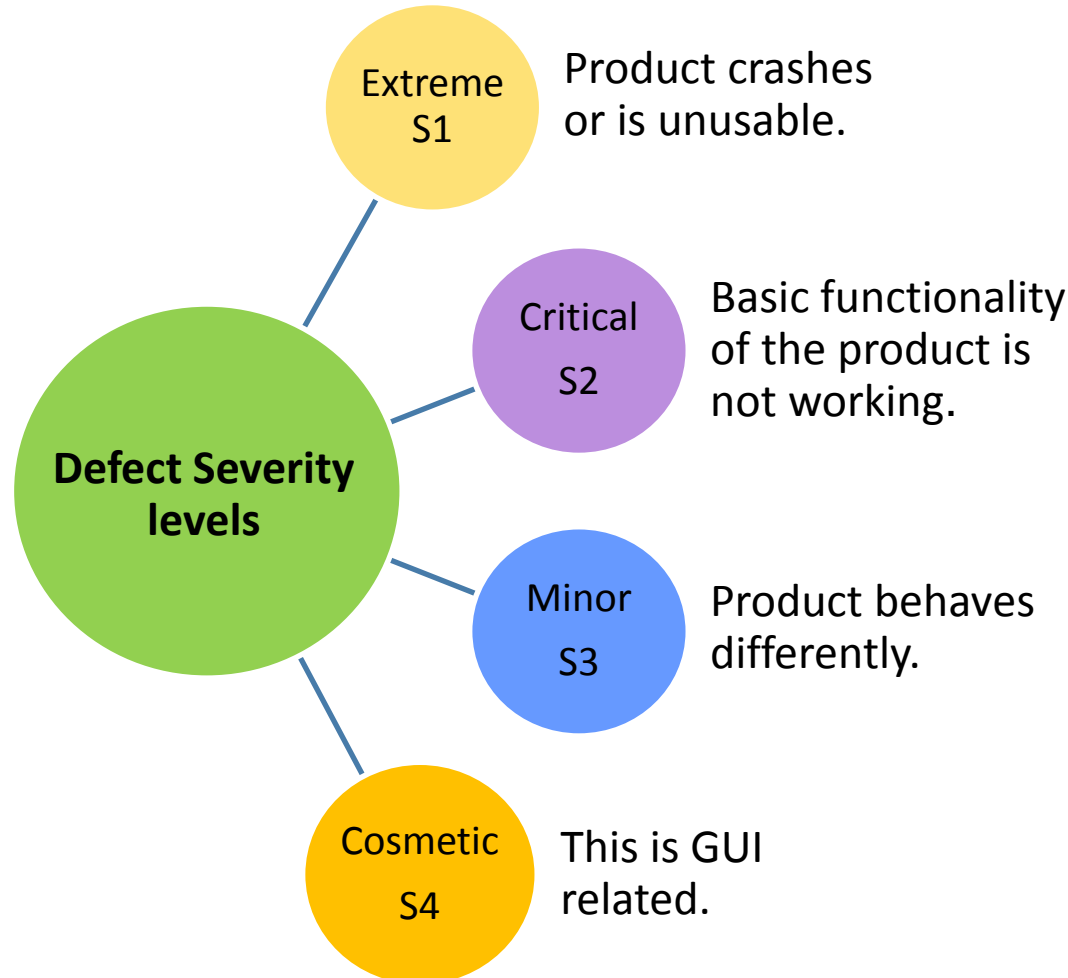 Extreme
S1
Product crashes
or is unusable.
Critical
S2
Basic functionality
of the product is
not working.
Defect Severity
levels
Minor
S3
Product behaves
differently.
Cosmetic
S4
This is GUI
related.